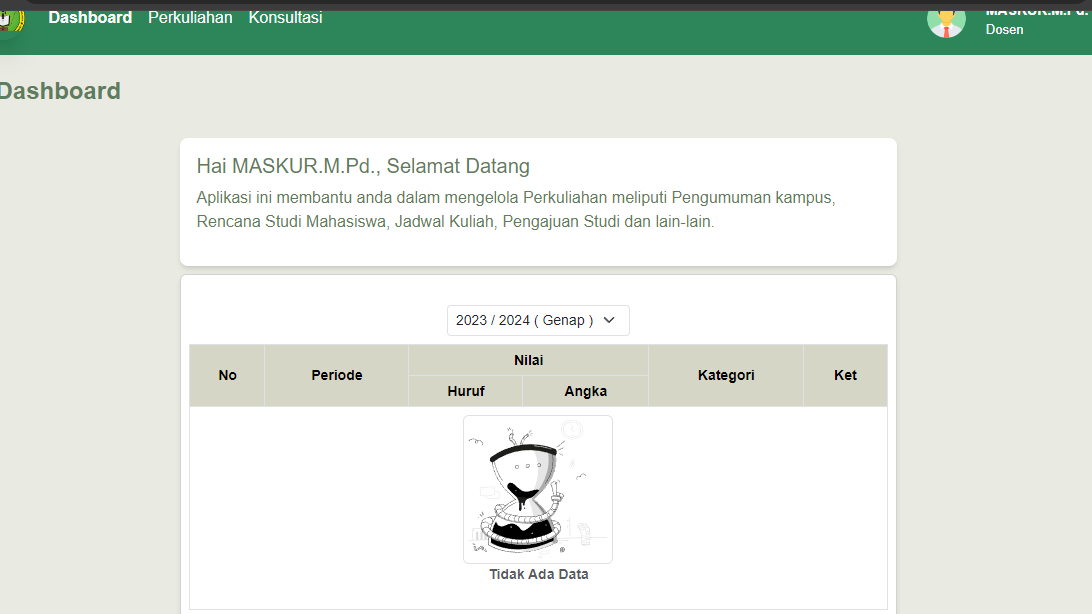 Dashboard Perkuliahan Konsultasi
MASKUR.M.Pd.
Dosen
Dashboard
Hai MASKUR.M.Pd., Selamat Datang
Aplikasi ini membantu anda dalam mengelola Perkuliahan meliputi Pengumuman kampus,
Rencana Studi Mahasiswa, Jadwal Kuliah, Pengajuan Studi dan lain-lain.
2023 / 2024 ( Genap )
No Periode Nilai Kategori Ket
Huruf Angka
Tidak Ada Data